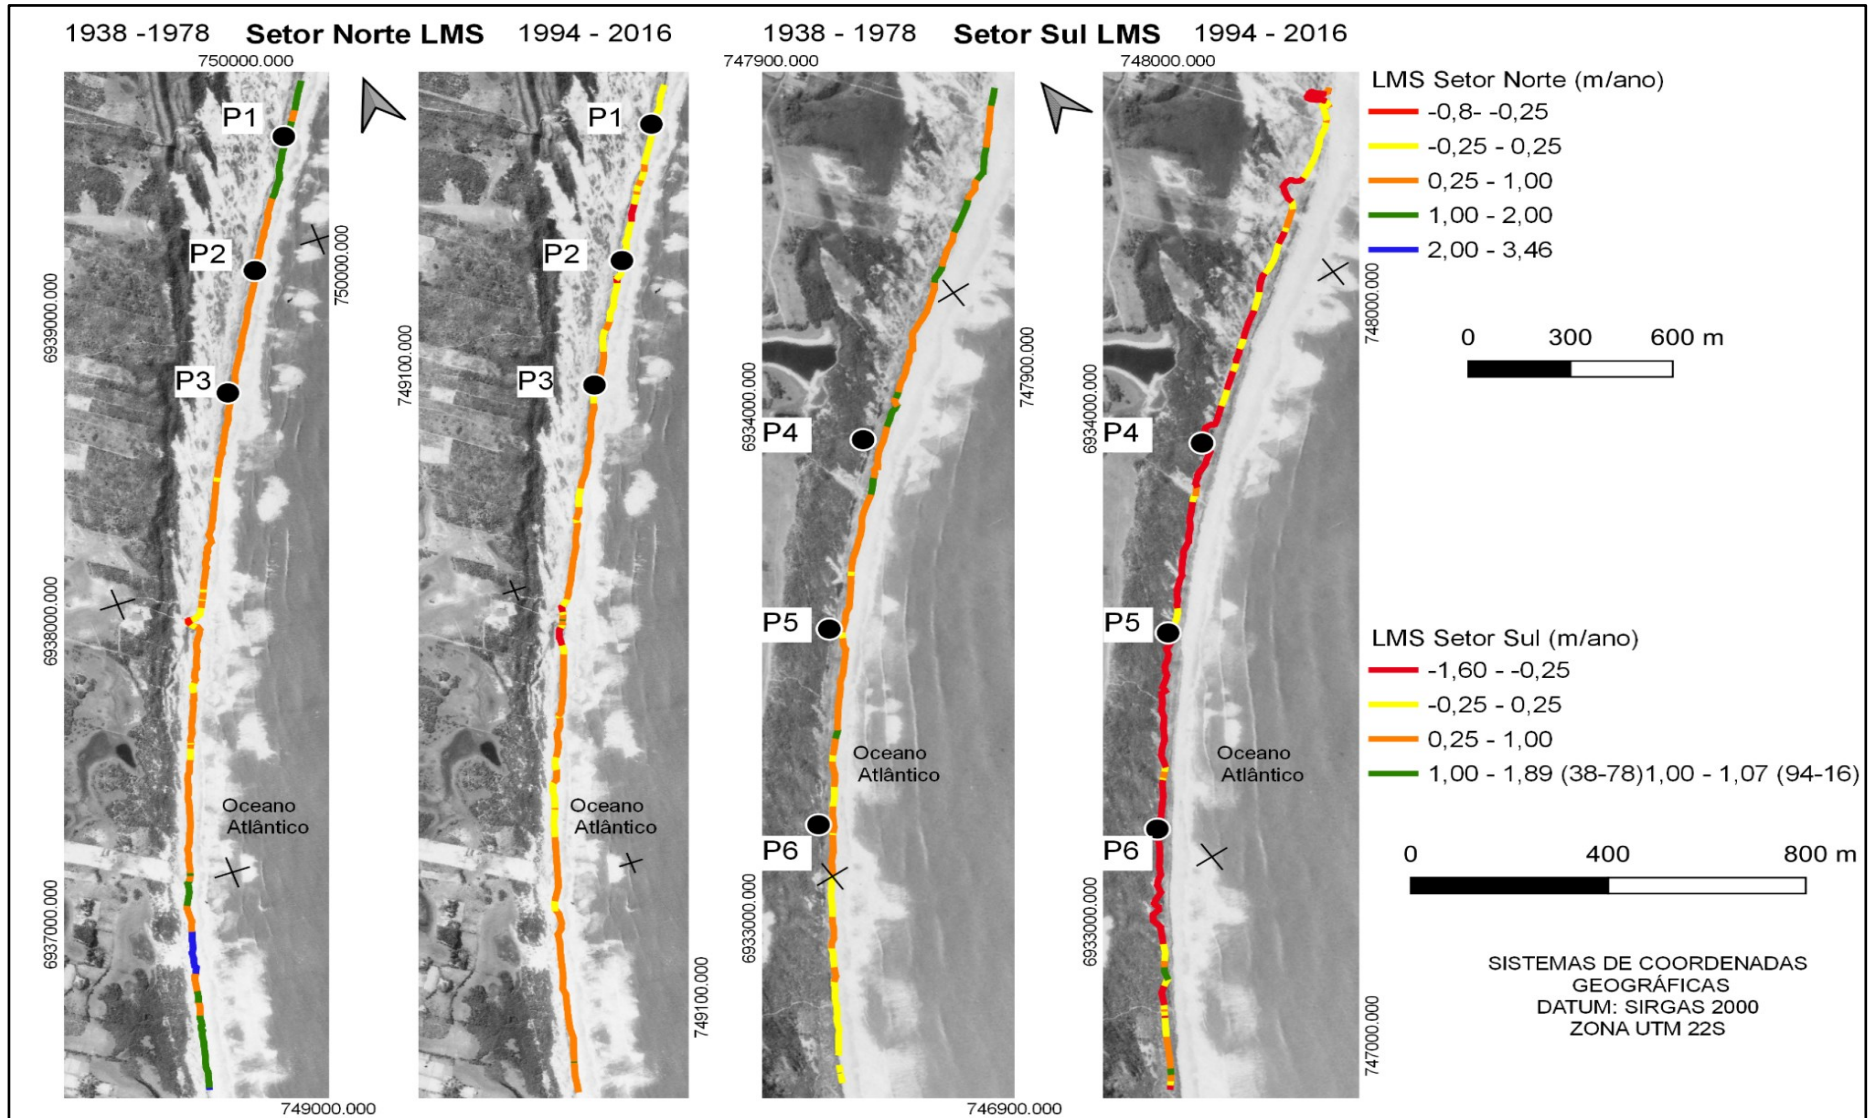 1938 -1978 Setor Norte LMS 1994 - 2016
750000.000
P1
P2
P3
750000.000
6939000.000
6938000.000
6937000.000
Oceano
Atlântico
749000.000
P1
P2
P3
749100.000
Oceano
Atlântico
749100.000
1938 - 1978 Setor Sul LMS 1994 - 2016
747900.000
P4
P5
P6
747900.000
6934000.000
6933000.000
Oceano
Atlântico
746900.000
748000.000
P4
P5
P6
748000.000
6934000.000
6933000.000
Oceano
Atlântico
747000.000
LMS Setor Norte (m/ano)
-0,8- -0,25
-0,25 - 0,25
0,25 - 1,00
1,00 - 2,00
2,00 - 3,46
0 300 600 m
LMS Setor Sul (m/ano)
-1,60 - -0,25
-0,25 - 0,25
0,25 - 1,00
1,00 - 1,89 (38-78)1,00 - 1,07 (94-16)
0 400 800 m
SISTEMAS DE COORDENADAS
GEOGRÁFICAS
DATUM: SIRGAS 2000
ZONA UTM 22S